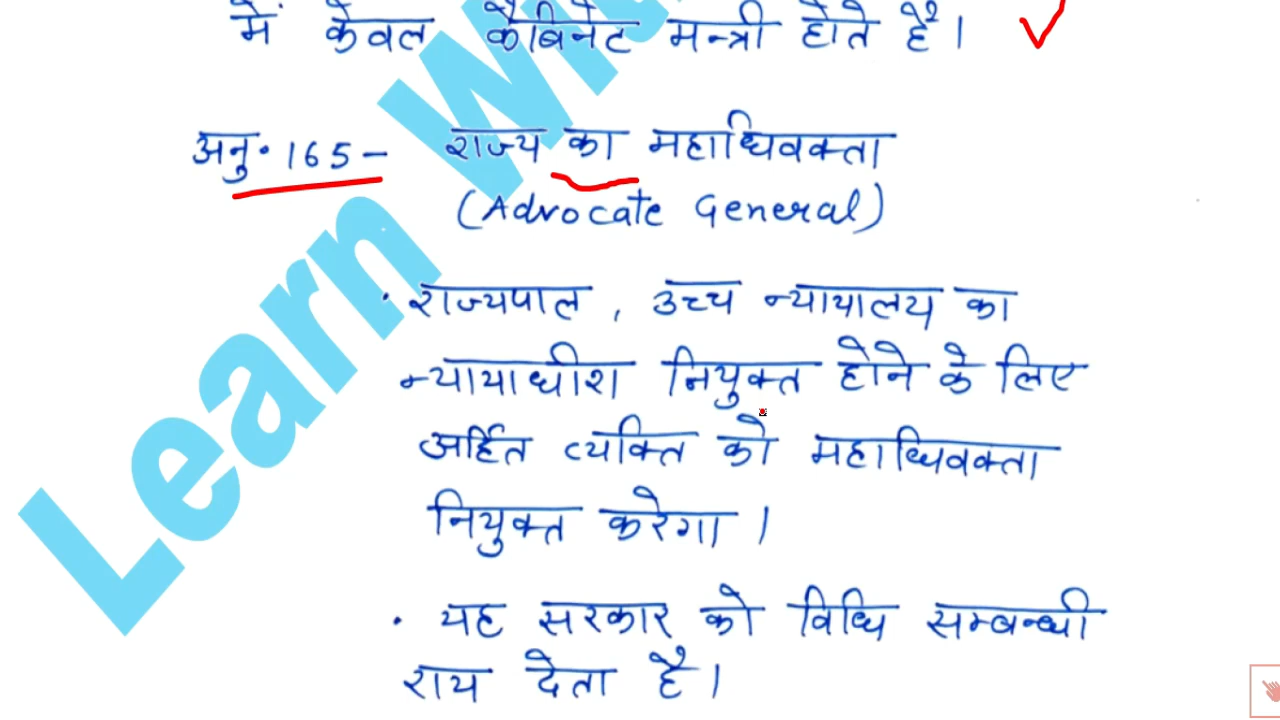 में केवल कैबिनेट मन्त्री होते हैं।
अनु॰ 165- राज्य का महाधिवक्ता
(Advocate General)
• राज्यपाल, उच्च न्यायालय का
न्यायाधीश नियुक्त होने के लिए
अर्हित व्यक्ति को महाधिवक्ता
नियुक्त करेगा।
• यह सरकार को विधि सम्बन्धी
राय देता है।
Learn